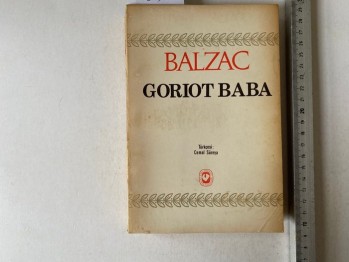 BALZAC
GORIOT BABA
Türkçesi:
Cemal Süreya